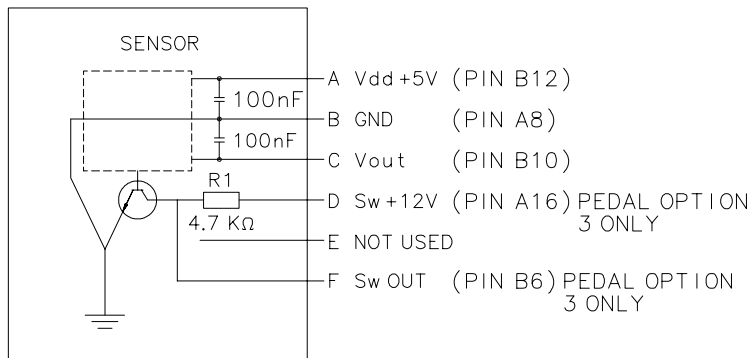 SENSOR
A Vdd +5V (PIN B12)
100nF
B GND (PIN A8)
100nF
C Vout (PIN B10)
R1
D Sw +12V (PIN A16) PEDAL OPTION
3 ONLY
4.7 KΩ
E NOT USED
F Sw OUT (PIN B6) PEDAL OPTION
3 ONLY